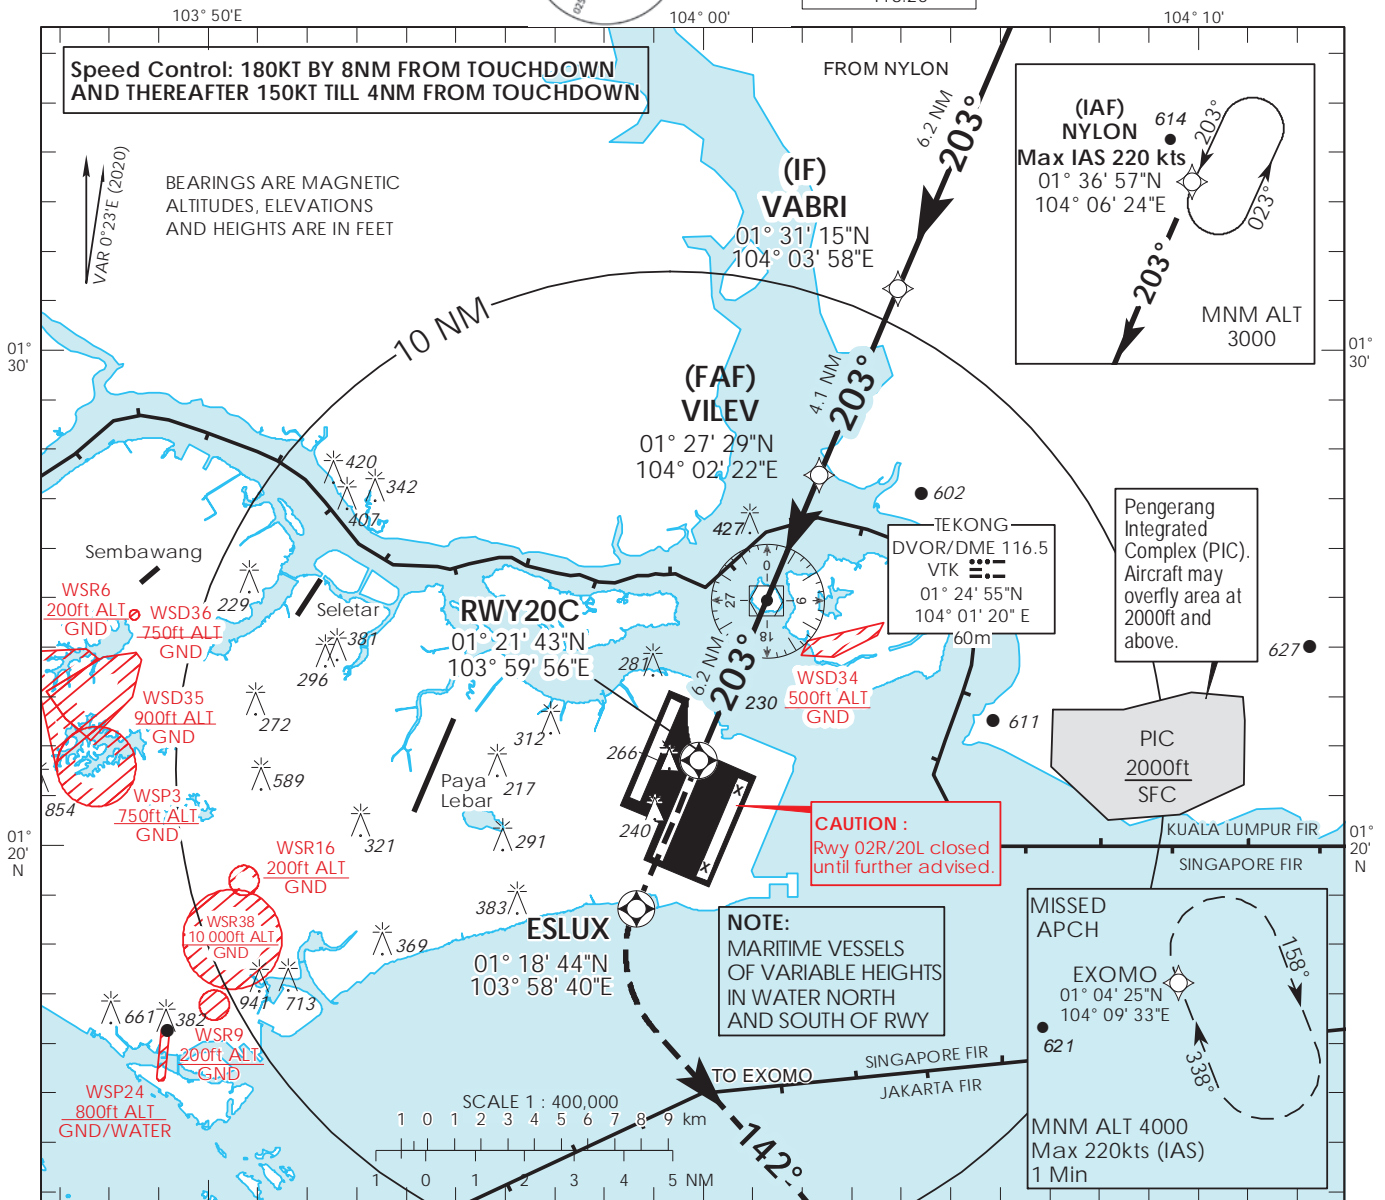 103° 50'E
104° 00'
104° 10'
Speed Control: 180KT BY 8NM FROM TOUCHDOWN
AND THEREAFTER 150KT TILL 4NM FROM TOUCHDOWN
VAR 0°23'E (2020)
BEARINGS ARE MAGNETIC
ALTITUDES, ELEVATIONS
AND HEIGHTS ARE IN FEET
FROM NYLON
6.2 NM
203°
(IF)
VABRI
01° 31' 15"N
104° 03' 58"E
(IAF)
NYLON
Max IAS 220 kts
01° 36' 57"N
104° 06' 24"E
614
203°
023°
203°
MNM ALT
3000
10 NM
01°
30'
01°
30'
4.1 NM
203°
(FAF)
VILEV
01° 27' 29"N
104° 02' 22"E
420
342
407
427
602
TEKONG
DVOR/DME 116.5
VTK
01° 24' 55"N
104° 01' 20" E
60m
Pengerang
Integrated
Complex (PIC).
Aircraft may
overfly area at
2000ft and
above.
Sembawang
WSR6
200ft ALT
GND
WSD36
750ft ALT
GND
229
Seletar
381
296
RWY20C
01° 21' 43"N
103° 59' 56"E
0
9
18
27
6.2 NM
203°
281
230
WSD34
500ft ALT
GND
627
611
WSD35
900ft ALT
GND
272
312
266
PIC
2000ft
SFC
854
WSP3
750ft ALT
GND
589
217
Paya
Lebar
x
x
240
321
291
CAUTION :
Rwy 02R/20L closed
until further advised.
KUALA LUMPUR FIR
SINGAPORE FIR
01°
20'
N
01°
20'
N
WSR16
200ft ALT
GND
383
WSR38
10 000ft ALT
GND
369
ESLUX
01° 18' 44"N
103° 58' 40"E
NOTE:
MARITIME VESSELS
OF VARIABLE HEIGHTS
IN WATER NORTH
AND SOUTH OF RWY
MISSED
APCH
EXOMO
01° 04' 25"N
104° 09' 33"E
158°
338°
621
MNM ALT 4000
Max 220kts (IAS)
1 Min
941
713
661
382
WSR9
200ft ALT
GND
WSP24
800ft ALT
GND/WATER
SINGAPORE FIR
JAKARTA FIR
TO EXOMO
142°
SCALE 1 : 400,000
1 0 1 2 3 4 5 6 7 8 9 km
1 0 1 2 3 4 5 NM